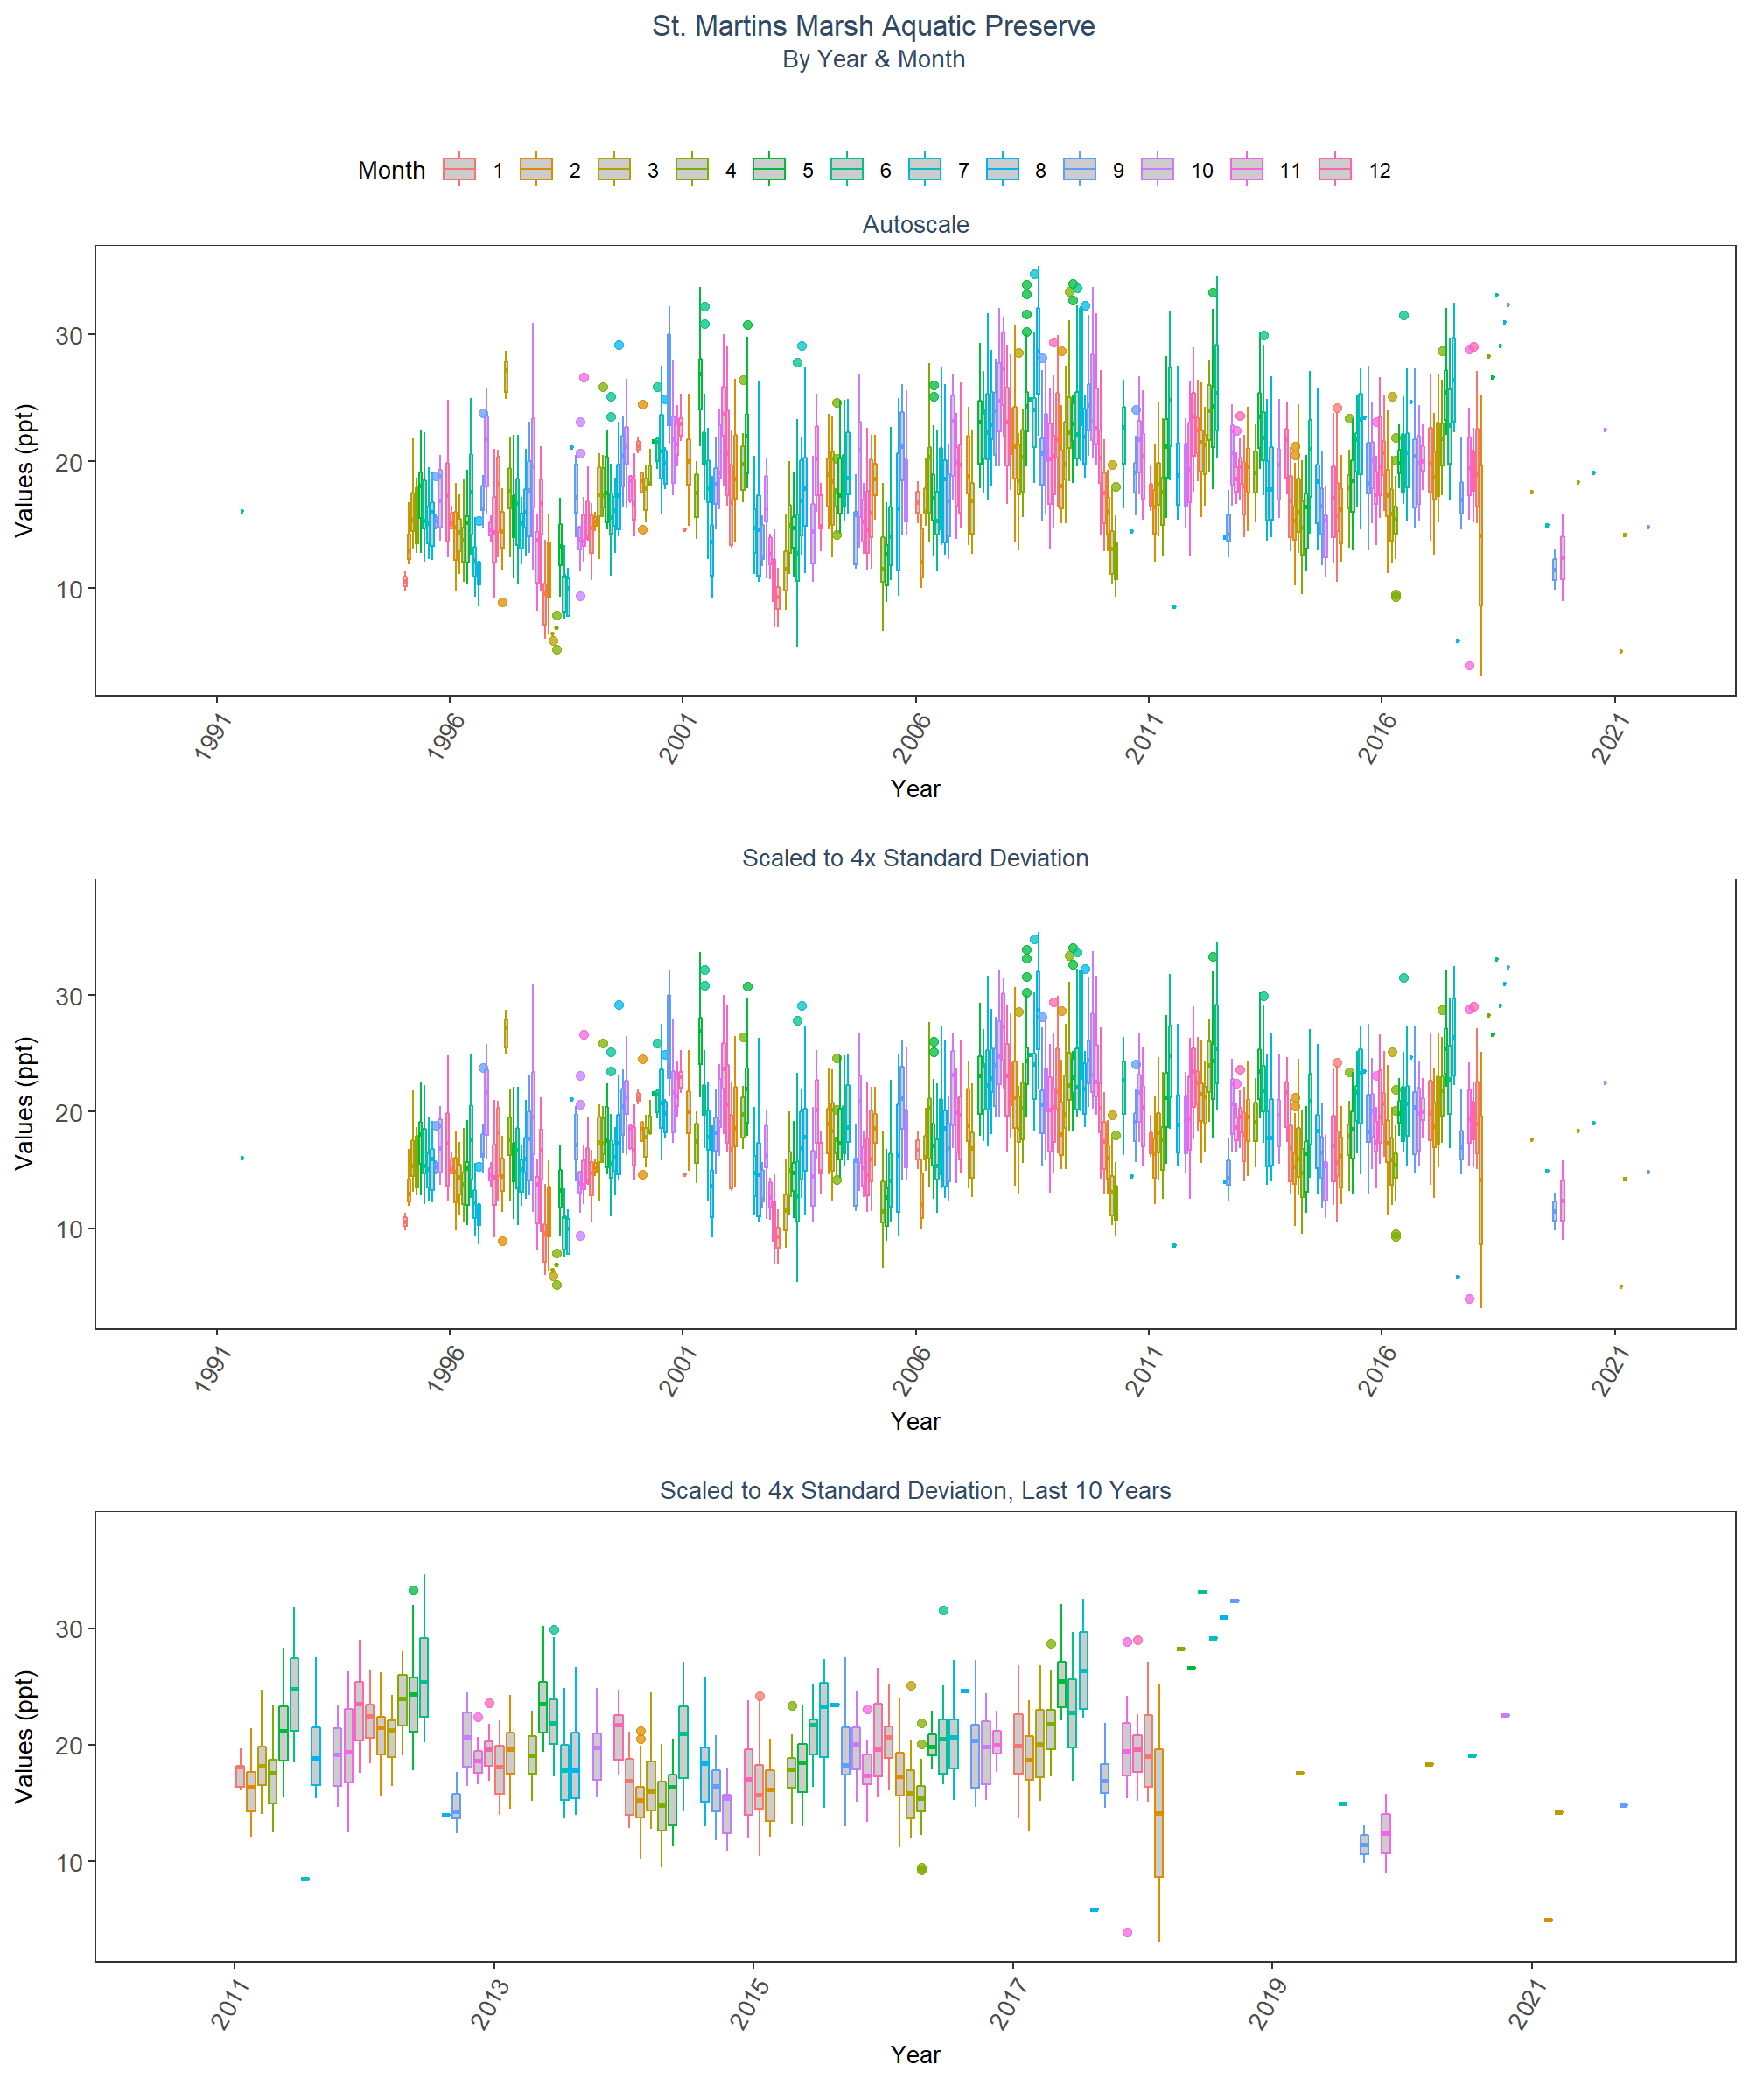 St. Martins Marsh Aquatic Preserve
By Year & Month
Month 1 2 3 4 5 6 7 8 9 10 11 12
Autoscale
Values (ppt)
30
20
10
1991 1996 2001 2006 2011 2016 2021
Year
Scaled to 4x Standard Deviation
Values (ppt)
30
20
10
1991 1996 2001 2006 2011 2016 2021
Year
Scaled to 4x Standard Deviation, Last 10 Years
Values (ppt)
30
20
10
2011 2013 2015 2017 2019 2021
Year